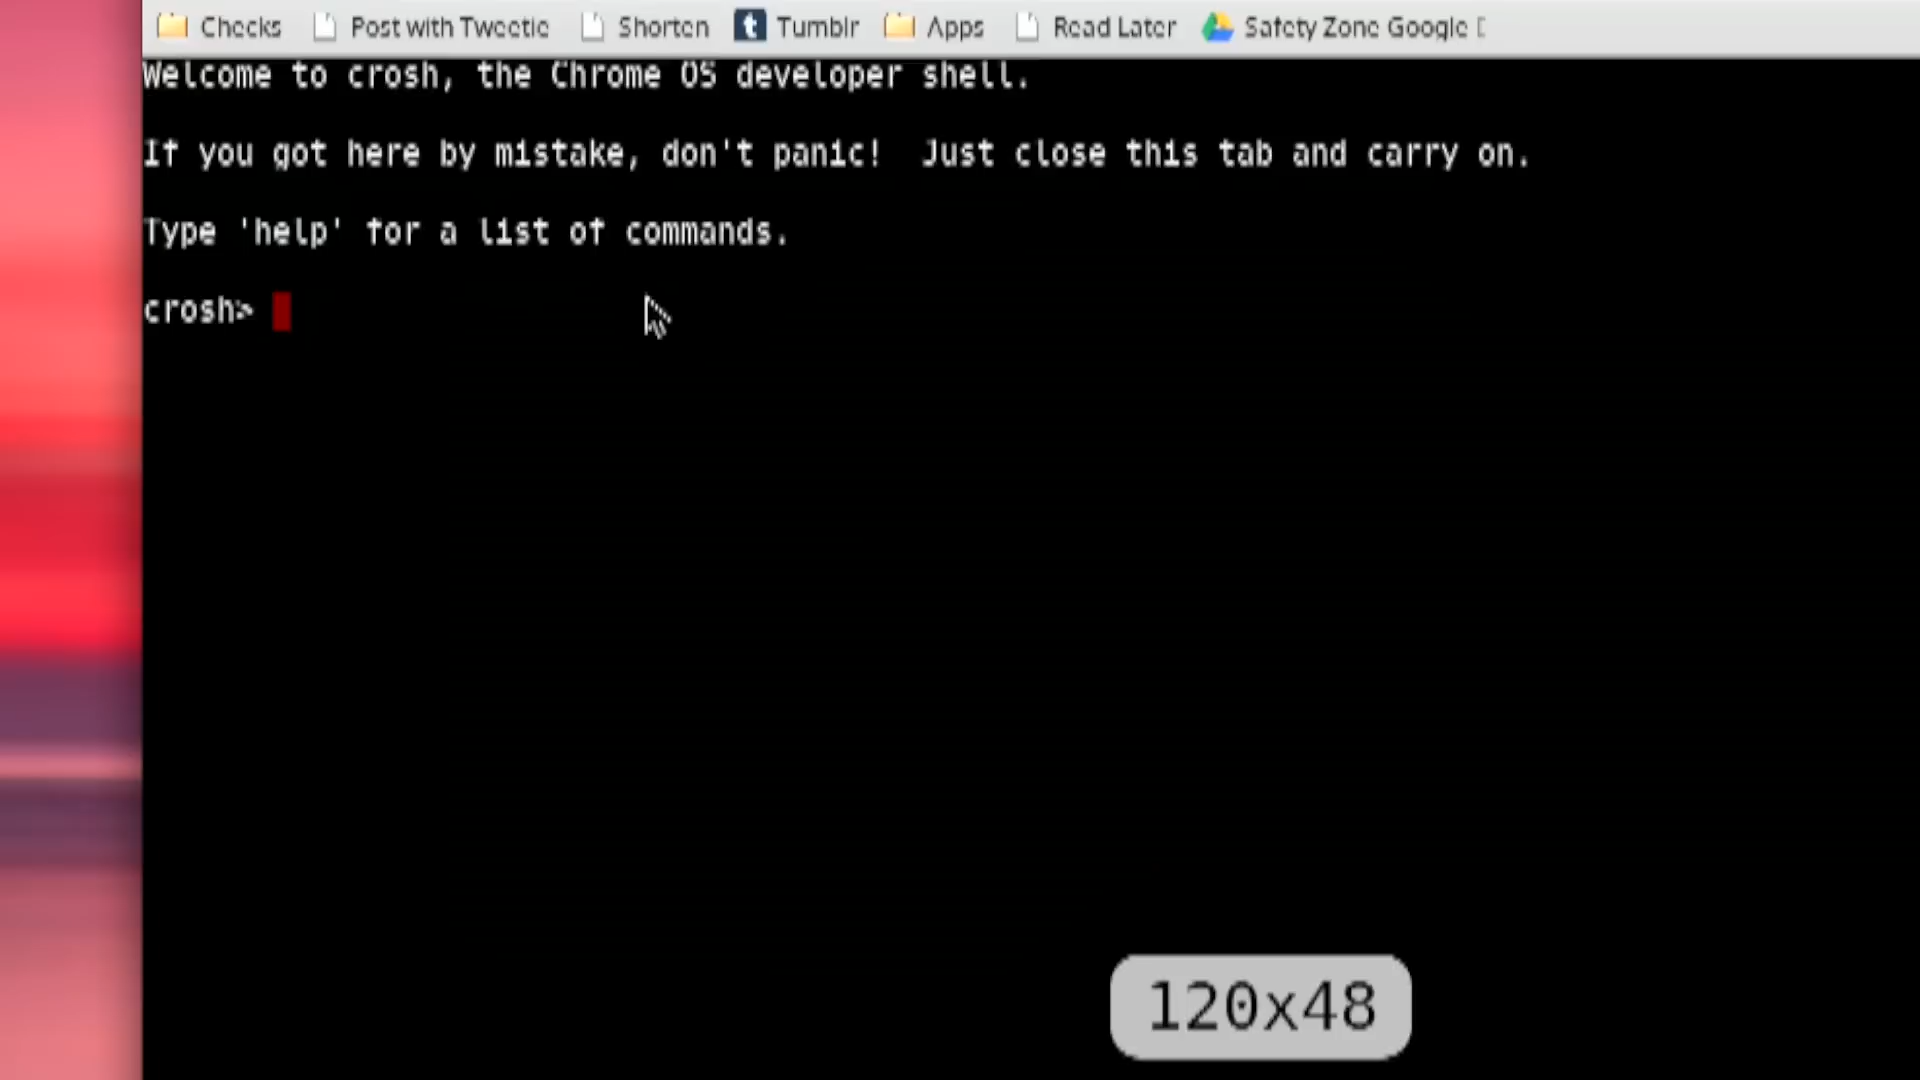 Checks Post with Tweetie Shorten Tumblr Apps Read Later Safety Zone Google
Welcome to crosh, the Chrome OS developer shell.
If you got here by mistake, don't panic!  Just close this tab and carry on.
Type 'help' for a list of commands.
crosh>
120x48